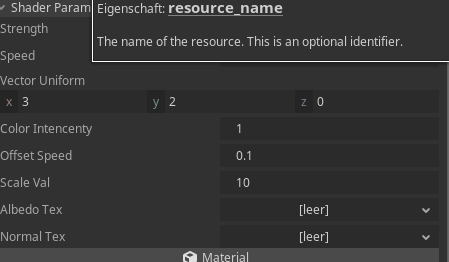 Shader Param
Eigenschaft: resource_name
The name of the resource. This is an optional identifier.
Strength
Speed
Vector Uniform
x 3 y 2 z 0
Color Intencenty 1
Offset Speed 0.1
Scale Val 10
Albedo Tex [leer]
Normal Tex [leer]
Material